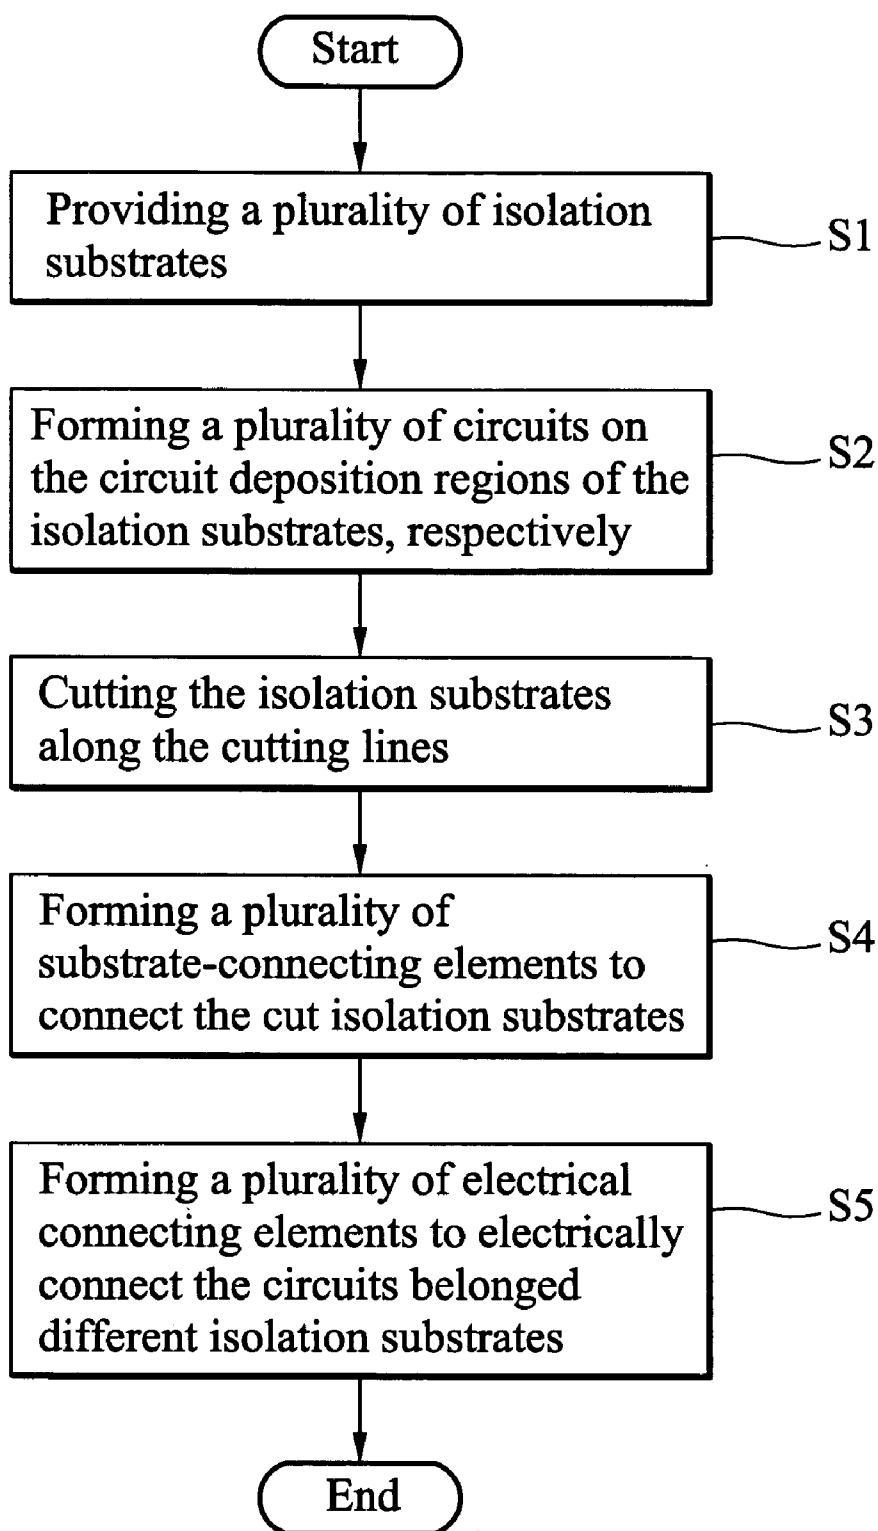 Start
Providing a plurality of isolation
substrates
S1
Forming a plurality of circuits on
the circuit deposition regions of the
isolation substrates, respectively
S2
Cutting the isolation substrates
along the cutting lines
S3
Forming a plurality of
substrate-connecting elements to
connect the cut isolation substrates
S4
Forming a plurality of electrical
connecting elements to electrically
connect the circuits belonged
different isolation substrates
S5
End